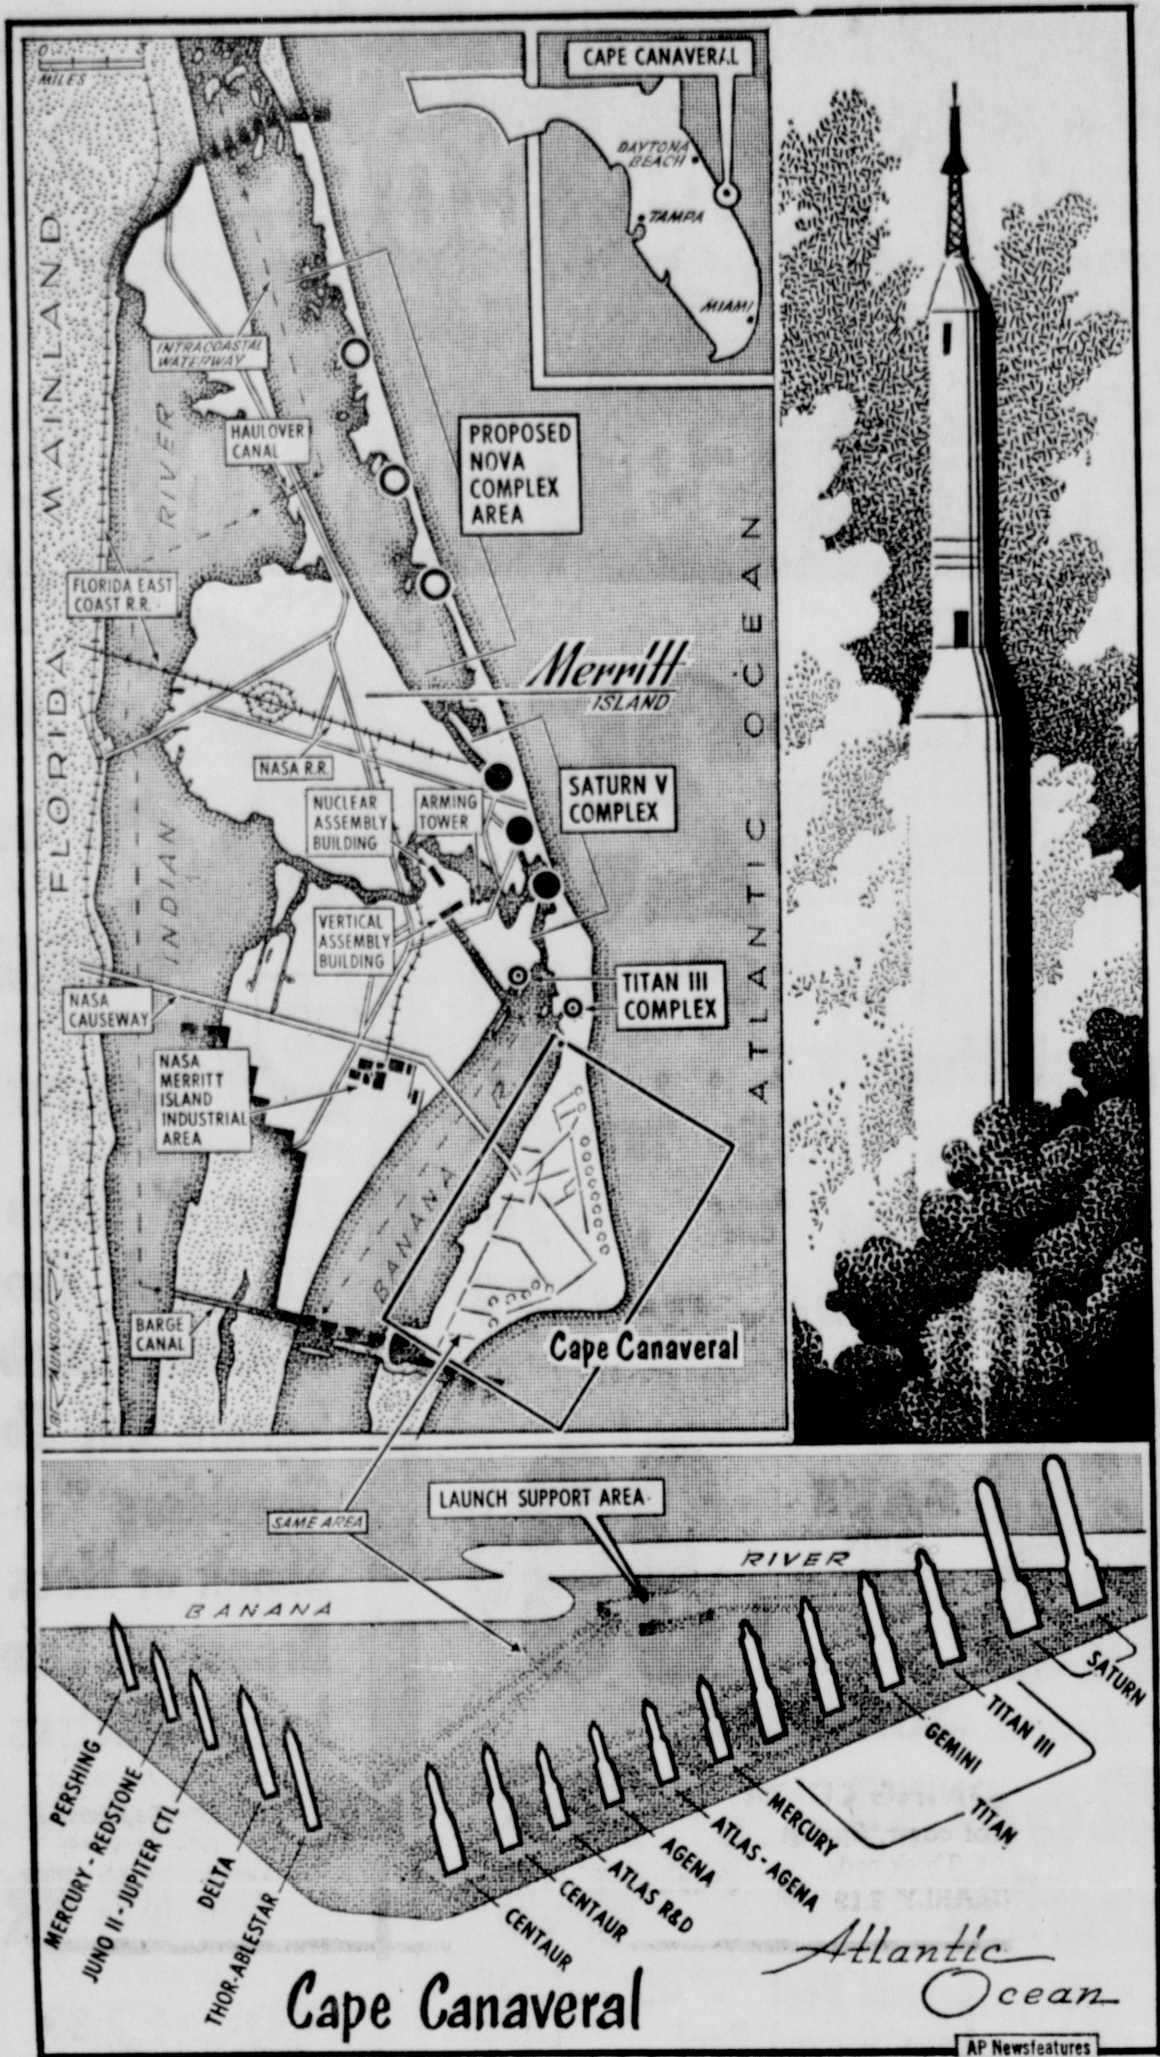 0 3
MILES
CAPE CANAVERAL
DAYTONA
BEACH
TAMPA
MIAMI
FLORIDA MAINLAND
INTRACOASTAL
WATERWAY
INDIAN RIVER
HAULOVER
CANAL
PROPOSED
NOVA
COMPLEX
AREA
FLORIDA EAST
COAST R.R.
Merritt
ISLAND
ATLANTIC OCEAN
NASA R.R.
NUCLEAR
ASSEMBLY
BUILDING
ARMING
TOWER
SATURN V
COMPLEX
VERTICAL
ASSEMBLY
BUILDING
TITAN III
COMPLEX
NASA
CAUSEWAY
NASA
MERRITT
ISLAND
INDUSTRIAL
AREA
BANANA R.
BARGE
CANAL
Cape Canaveral
SAME AREA
LAUNCH SUPPORT AREA
BANANA RIVER
PERSHING
MERCURY - REDSTONE
JUNO II - JUPITER CTL
DELTA
THOR-ABLESTAR
CENTAUR
CENTAUR
ATLAS R&D
AGENA
ATLAS - AGENA
MERCURY
TITAN
GEMINI
TITAN III
SATURN
Cape Canaveral
Atlantic
Ocean
AP Newsfeatures